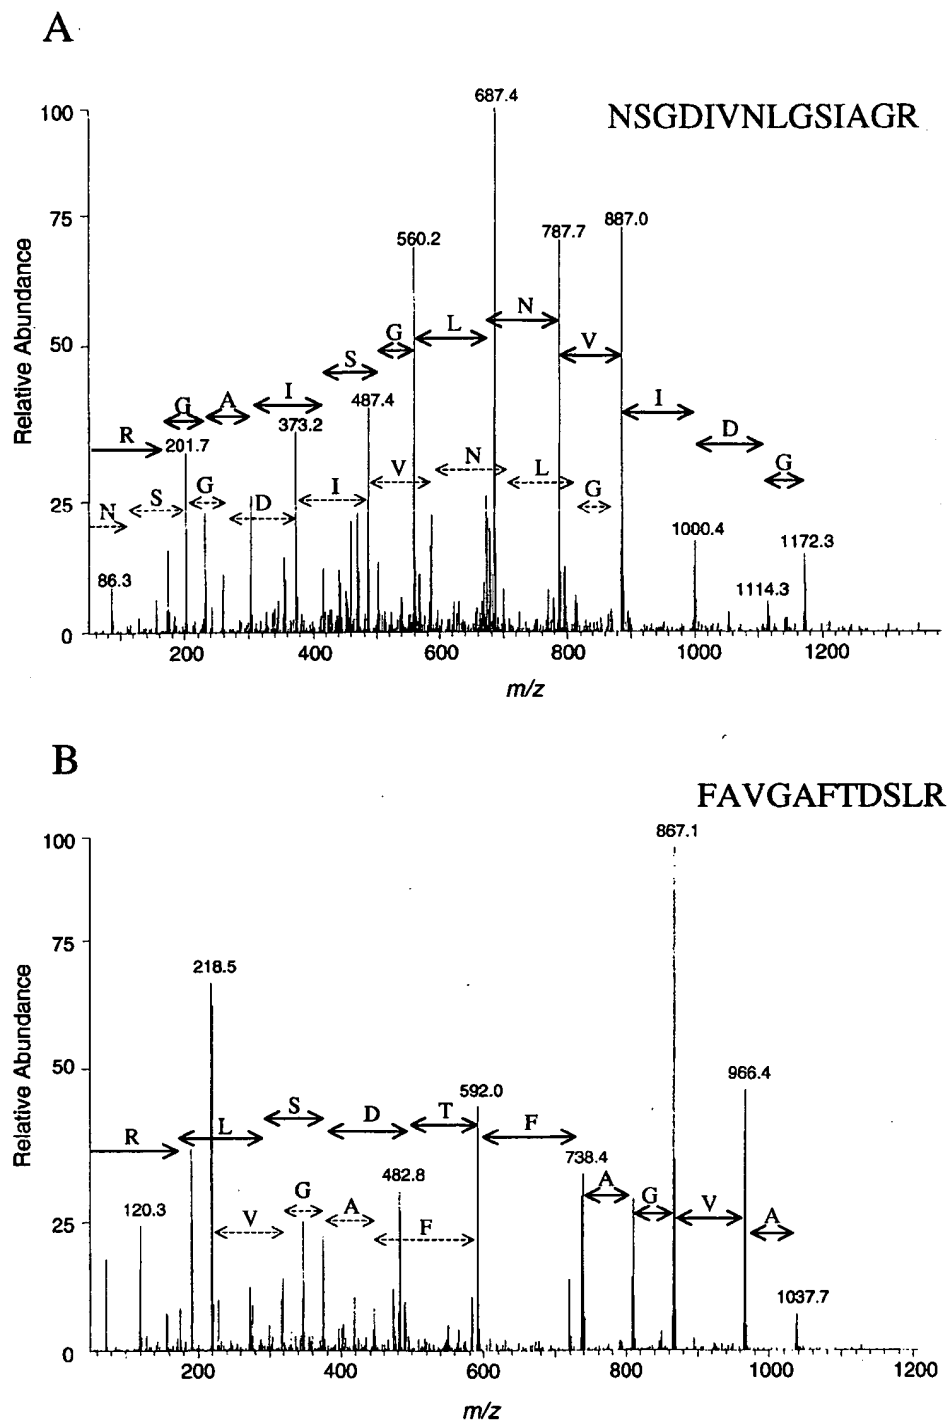 A
NSGDIVNLGSIAGR
687.4
887.0
787.7
560.2
487.4
373.2
201.7
86.3
1000.4
1114.3
1172.3
R G A I S G L N V I D G
N S G D I V N L G
100
75
50
25
0
Relative Abundance
200 400 600 800 1000 1200
m/z
B
FAVGAFTDSLR
867.1
966.4
218.5
592.0
738.4
482.8
120.3
1037.7
R L S D T F A G V A
V G A F
100
75
50
25
0
Relative Abundance
200 400 600 800 1000 1200
m/z